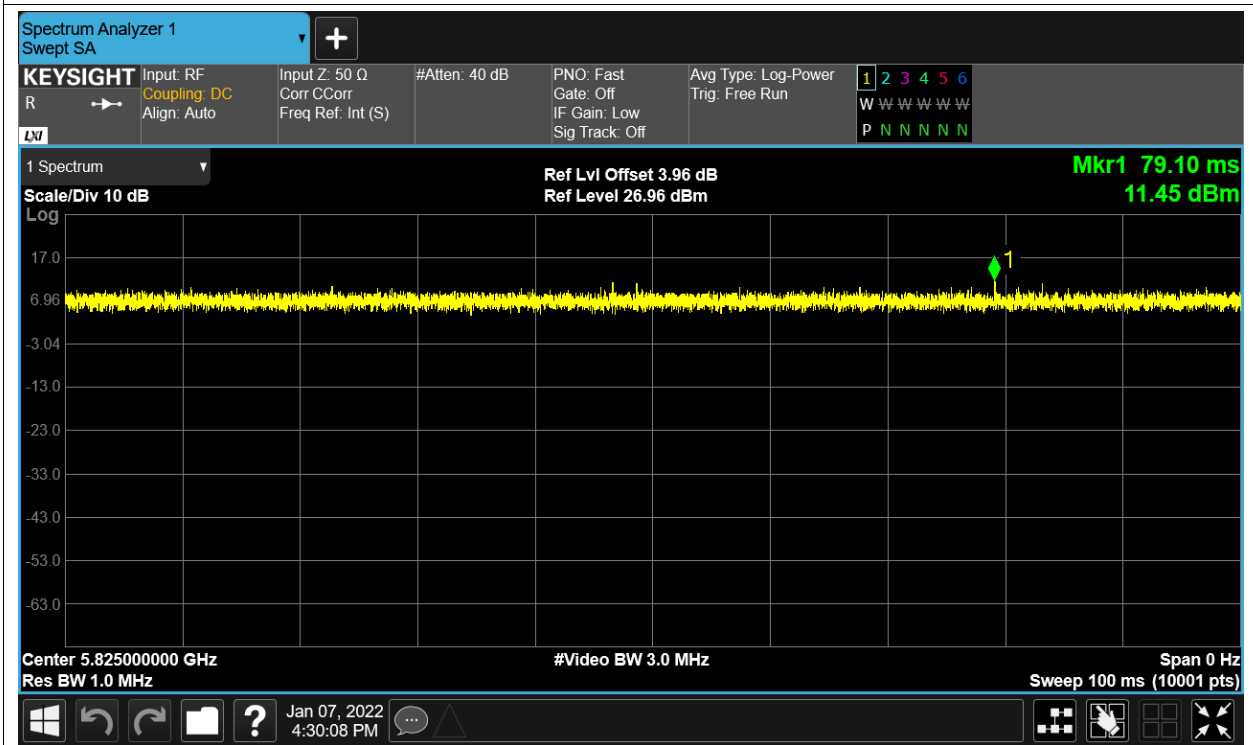 Spectrum Analyzer 1
Swept SA
▼
+
KEYSIGHT
R
LXI
Input: RF
Coupling: DC
Align: Auto
Input Z: 50 Ω
Corr CCorr
Freq Ref: Int (S)
#Atten: 40 dB
PNO: Fast
Gate: Off
IF Gain: Low
Sig Track: Off
Avg Type: Log-Power
Trig: Free Run
1 2 3 4 5 6
W W W W W W
P N N N N N
1 Spectrum ▼
Scale/Div 10 dB
Ref Lvl Offset 3.96 dB
Ref Level 26.96 dBm
Mkr1 79.10 ms
11.45 dBm
Log
1
17.0
6.96
-3.04
-13.0
-23.0
-33.0
-43.0
-53.0
-63.0
Center 5.825000000 GHz
Res BW 1.0 MHz
#Video BW 3.0 MHz
Span 0 Hz
Sweep 100 ms (10001 pts)
?
Jan 07, 2022
4:30:08 PM